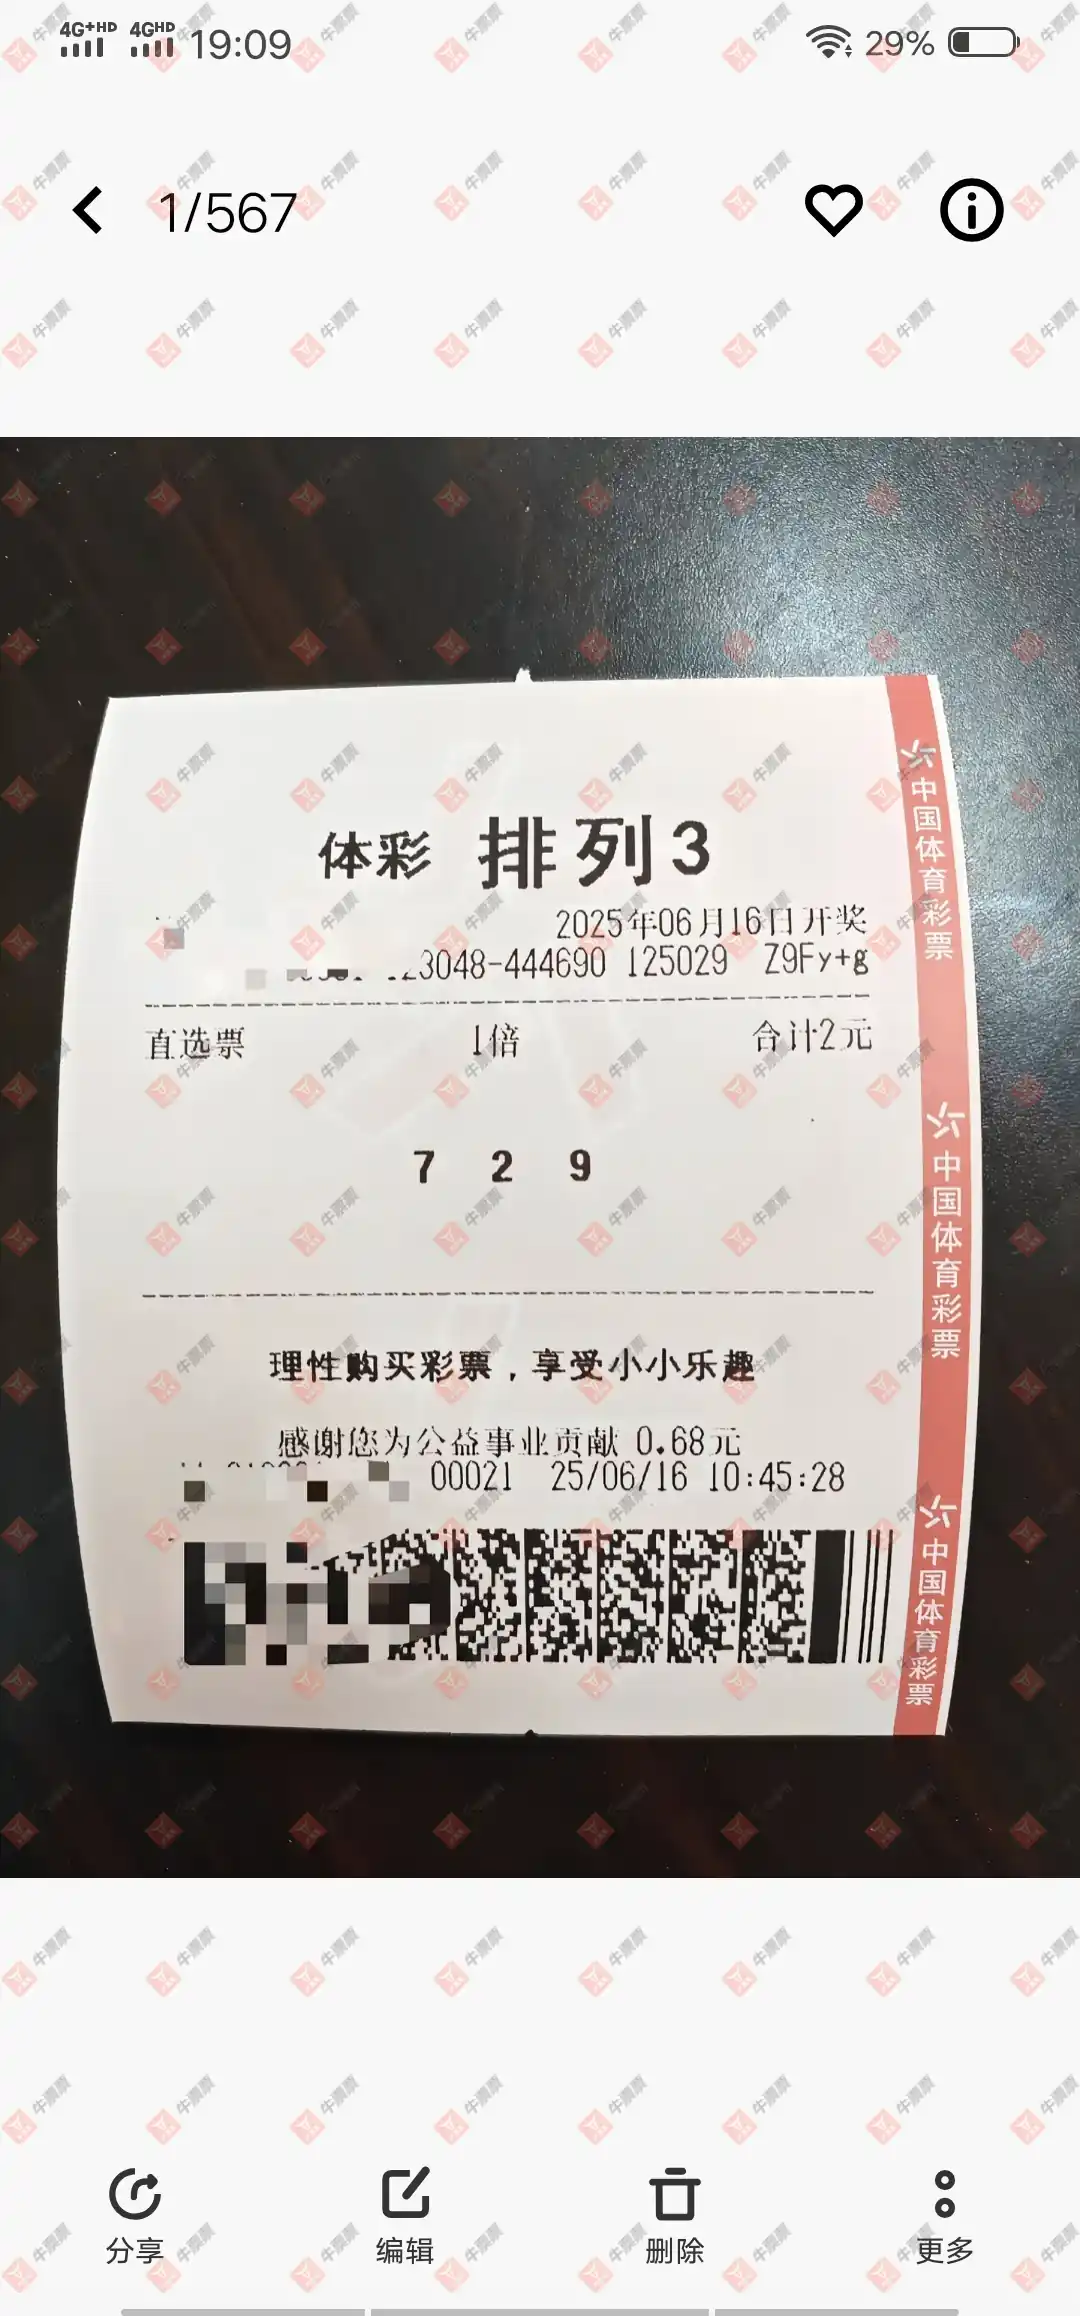 4G+HD 4GHD 19:09 29%
1/567
体彩 排列3
2025年06月16日开奖
23048-444690 125029 Z9Fy+g
直选票 1倍 合计2元
7 2 9
理性购买彩票，享受小小乐趣
感谢您为公益事业贡献 0.68元
00021 25/06/16 10:45:28
中国体育彩票
中国体育彩票
中国体育彩票
分享 编辑 删除 更多